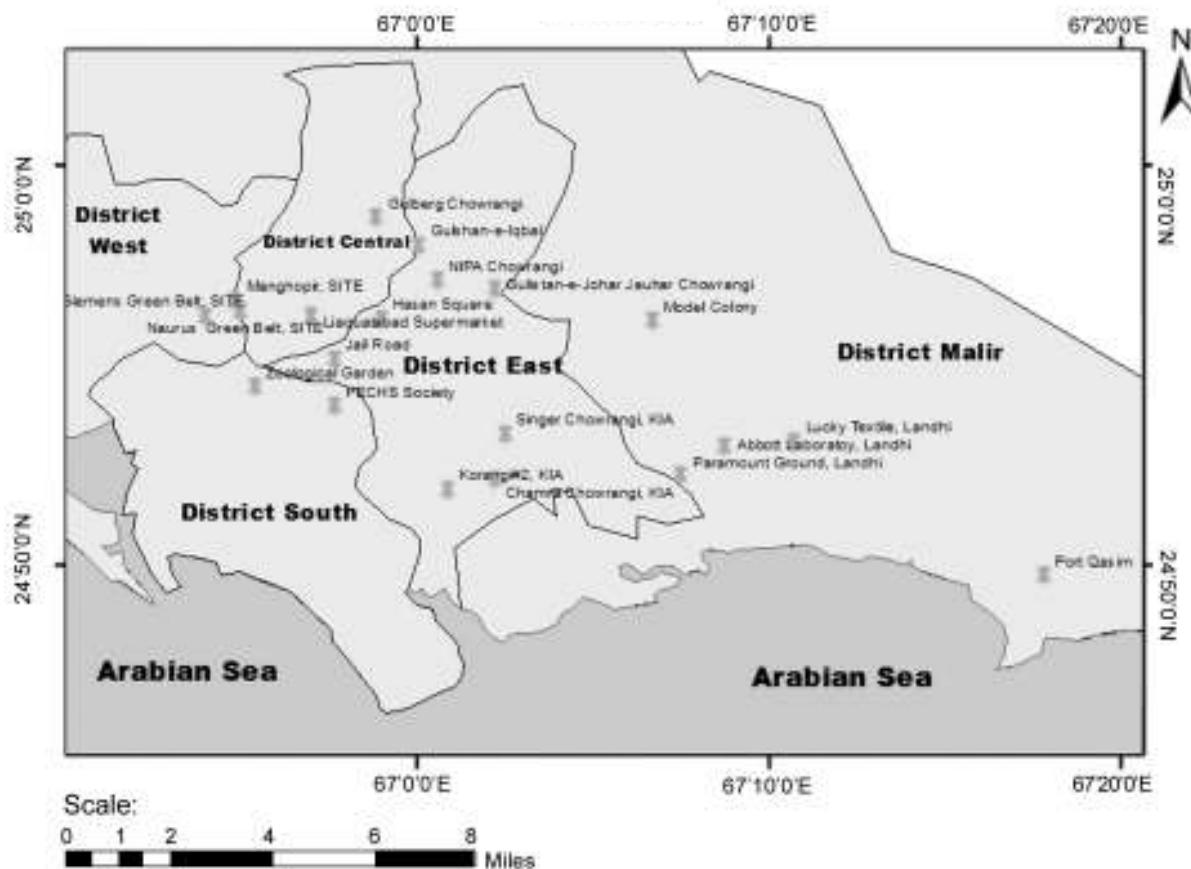 67°0'0"E
67°10'0"E
67°20'0"E
N
25°0'0"N
25°0'0"N
District
West
Gulberg Chowrangi
District Central
Gulshan-e-Iqbal
NIPA Chowrangi
Manghopir, SITE
Gulistan-e-Johar Jauhar Chowrangi
Siemens Green Belt, SITE
Hasan Square
Model Colony
Naurus Green Belt, SITE
Liaquatabad Supermarket
Jail Road
District Malir
Zoological Garden
District East
PECHS Society
Singer Chowrangi, KIA
Lucky Textile, Landhi
Abbott Laboratoy, Landhi
Paramount Ground, Landhi
Korangi#2, KIA
Chamra Chowrangi, KIA
District South
24°50'0"N
24°50'0"N
Port Qasim
Arabian Sea
Arabian Sea
67°0'0"E
67°10'0"E
67°20'0"E
Scale:
0 1 2 4 6 8
Miles